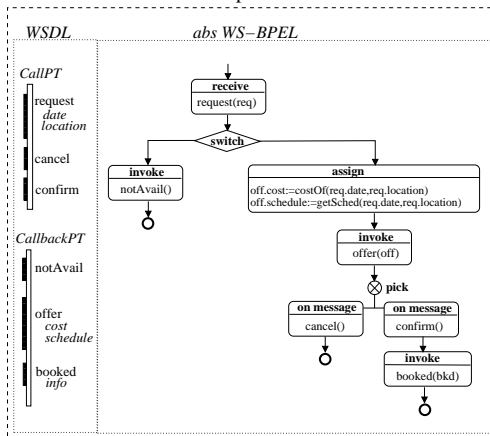 WSDL
abs WS-BPEL
CallPT
request
date
location
cancel
confirm
CallbackPT
notAvail
offer
cost
schedule
booked
info
receive
request(req)
switch
invoke
notAvail()
assign
off.cost:=costOf(req.date,req.location)
off.schedule:=getSched(req.date,req.location)
invoke
offer(off)
pick
on message
cancel()
on message
confirm()
invoke
booked(bkd)